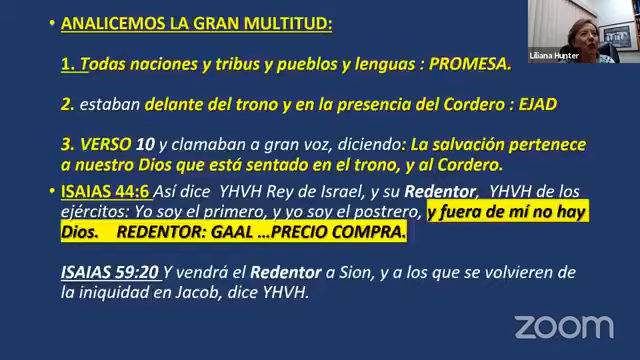 • ANALICEMOS LA GRAN MULTITUD:
1. Todas naciones y tribus y pueblos y lenguas : PROMESA.
2. estaban delante del trono y en la presencia del Cordero : EJAD
3. VERSO 10 y clamaban a gran voz, diciendo: La salvación pertenece
a nuestro Dios que está sentado en el trono, y al Cordero.
• ISAIAS 44:6 Así dice YHVH Rey de Israel, y su Redentor, YHVH de los
ejércitos: Yo soy el primero, y yo soy el postrero, y fuera de mí no hay
Dios. REDENTOR: GAAL ...PRECIO COMPRA.
ISAIAS 59:20 Y vendrá el Redentor a Sion, y a los que se volvieren de
la iniquidad en Jacob, dice YHVH.
Liliana Hunter
zoom